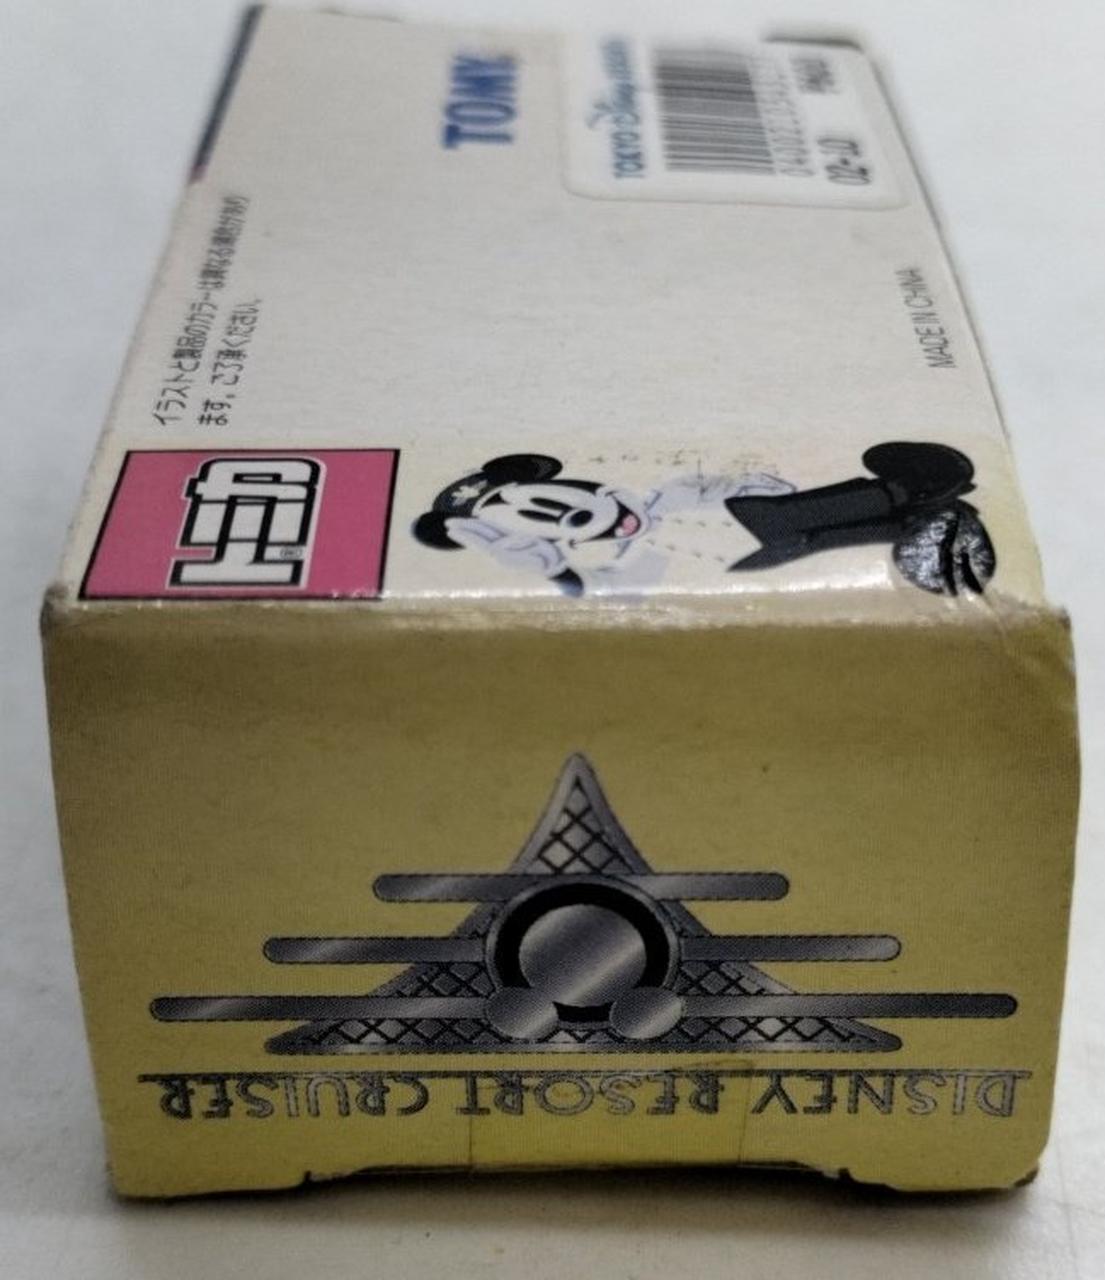 TOMY
TOKYO Disney
02-LO
イラストと製品のカラーは異なる場合があり
ます。ご了承ください。
MADE IN CHINA
トミカ
®
DISNEY RESORT CRUISER